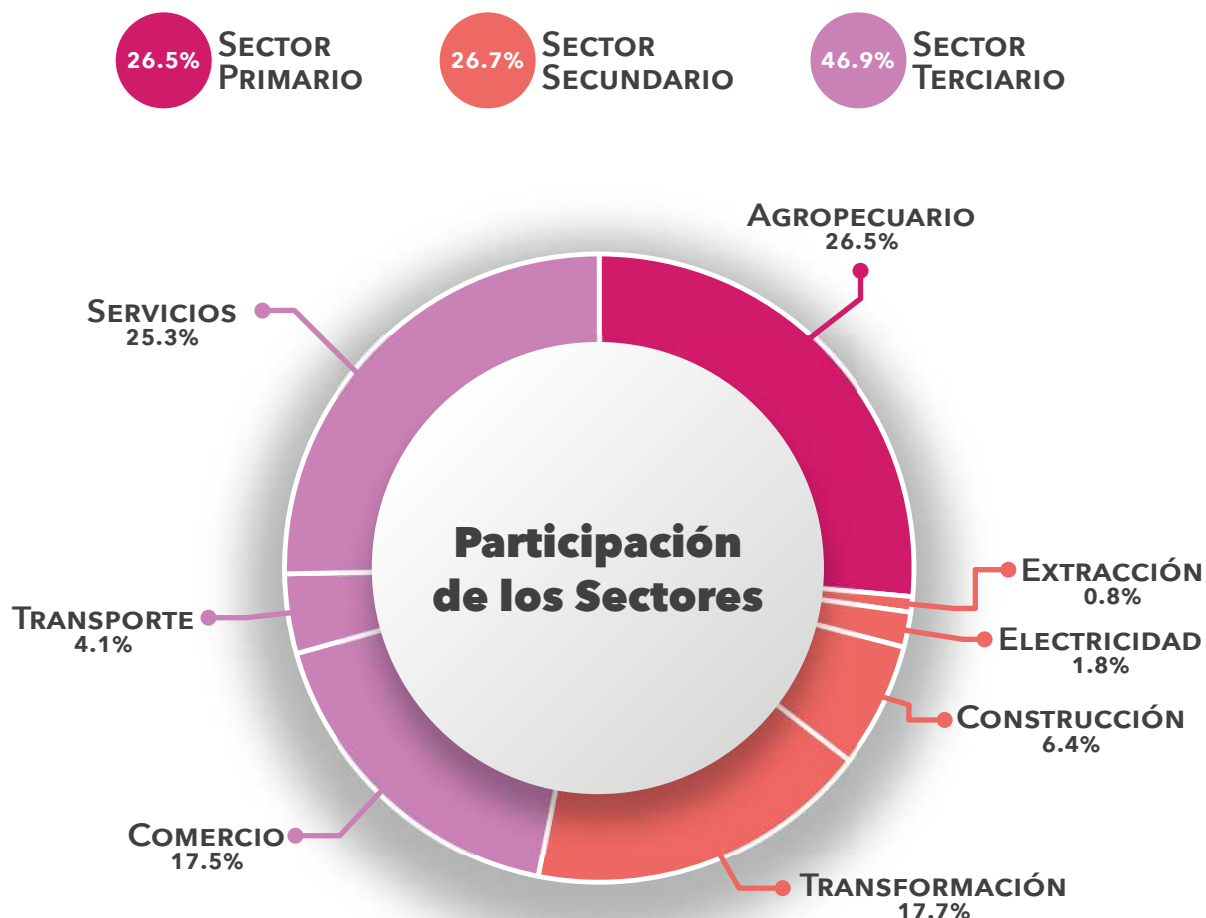 26.5% SECTOR PRIMARIO
26.7% SECTOR SECUNDARIO
46.9% SECTOR TERCIARIO
AGROPECUARIO
26.5%
SERVICIOS
25.3%
Participación
de los Sectores
EXTRACCIÓN
0.8%
TRANSPORTE
4.1%
ELECTRICIDAD
1.8%
CONSTRUCCIÓN
6.4%
COMERCIO
17.5%
TRANSFORMACIÓN
17.7%